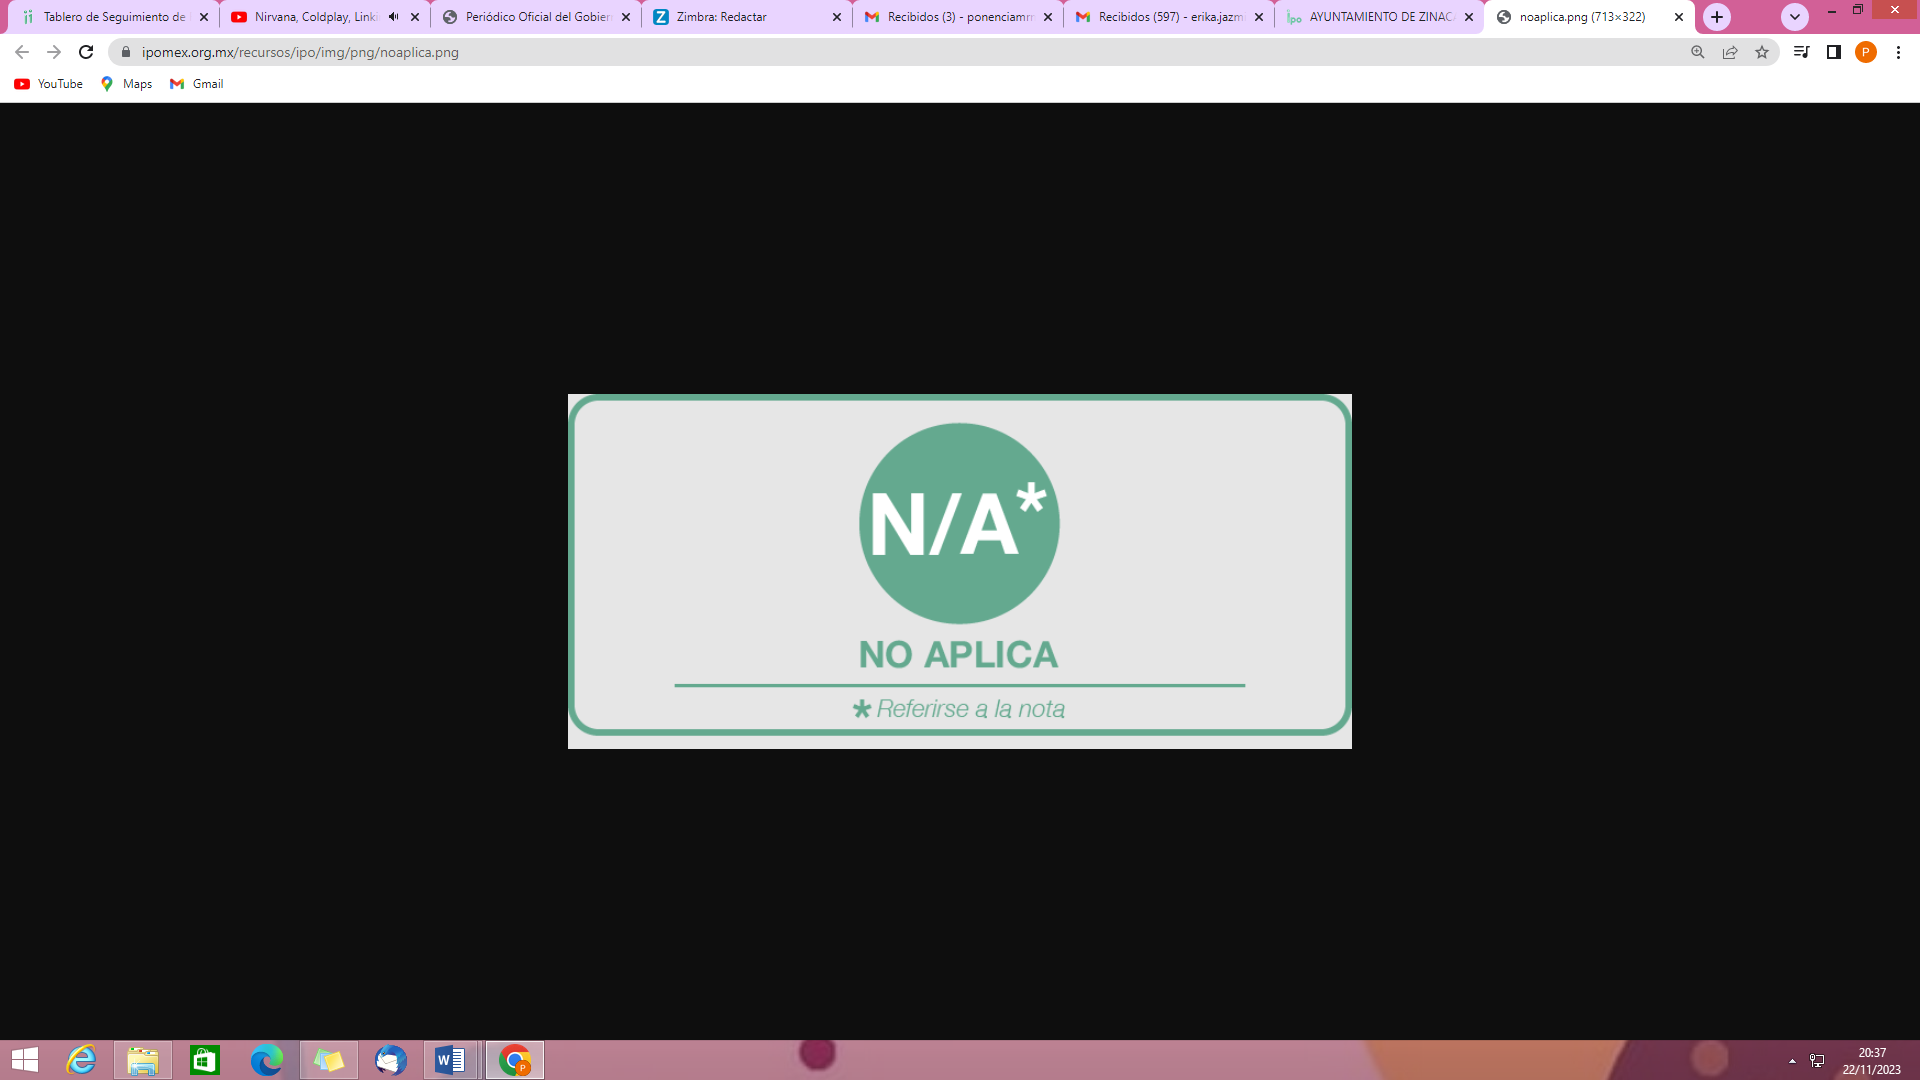 Tablero de Seguimiento de
Nirvana, Coldplay, Linki
Periódico Oficial del Gobier
Zimbra: Redactar
Recibidos (3) - ponenciamr
Recibidos (597) - erika.jazm
AYUNTAMIENTO DE ZINAC
noaplica.png (713×322)
ipomex.org.mx/recursos/ipo/img/png/noaplica.png
P
YouTube
Maps
Gmail
N/A*
NO APLICA
* Referirse a la nota
20:37
22/11/2023